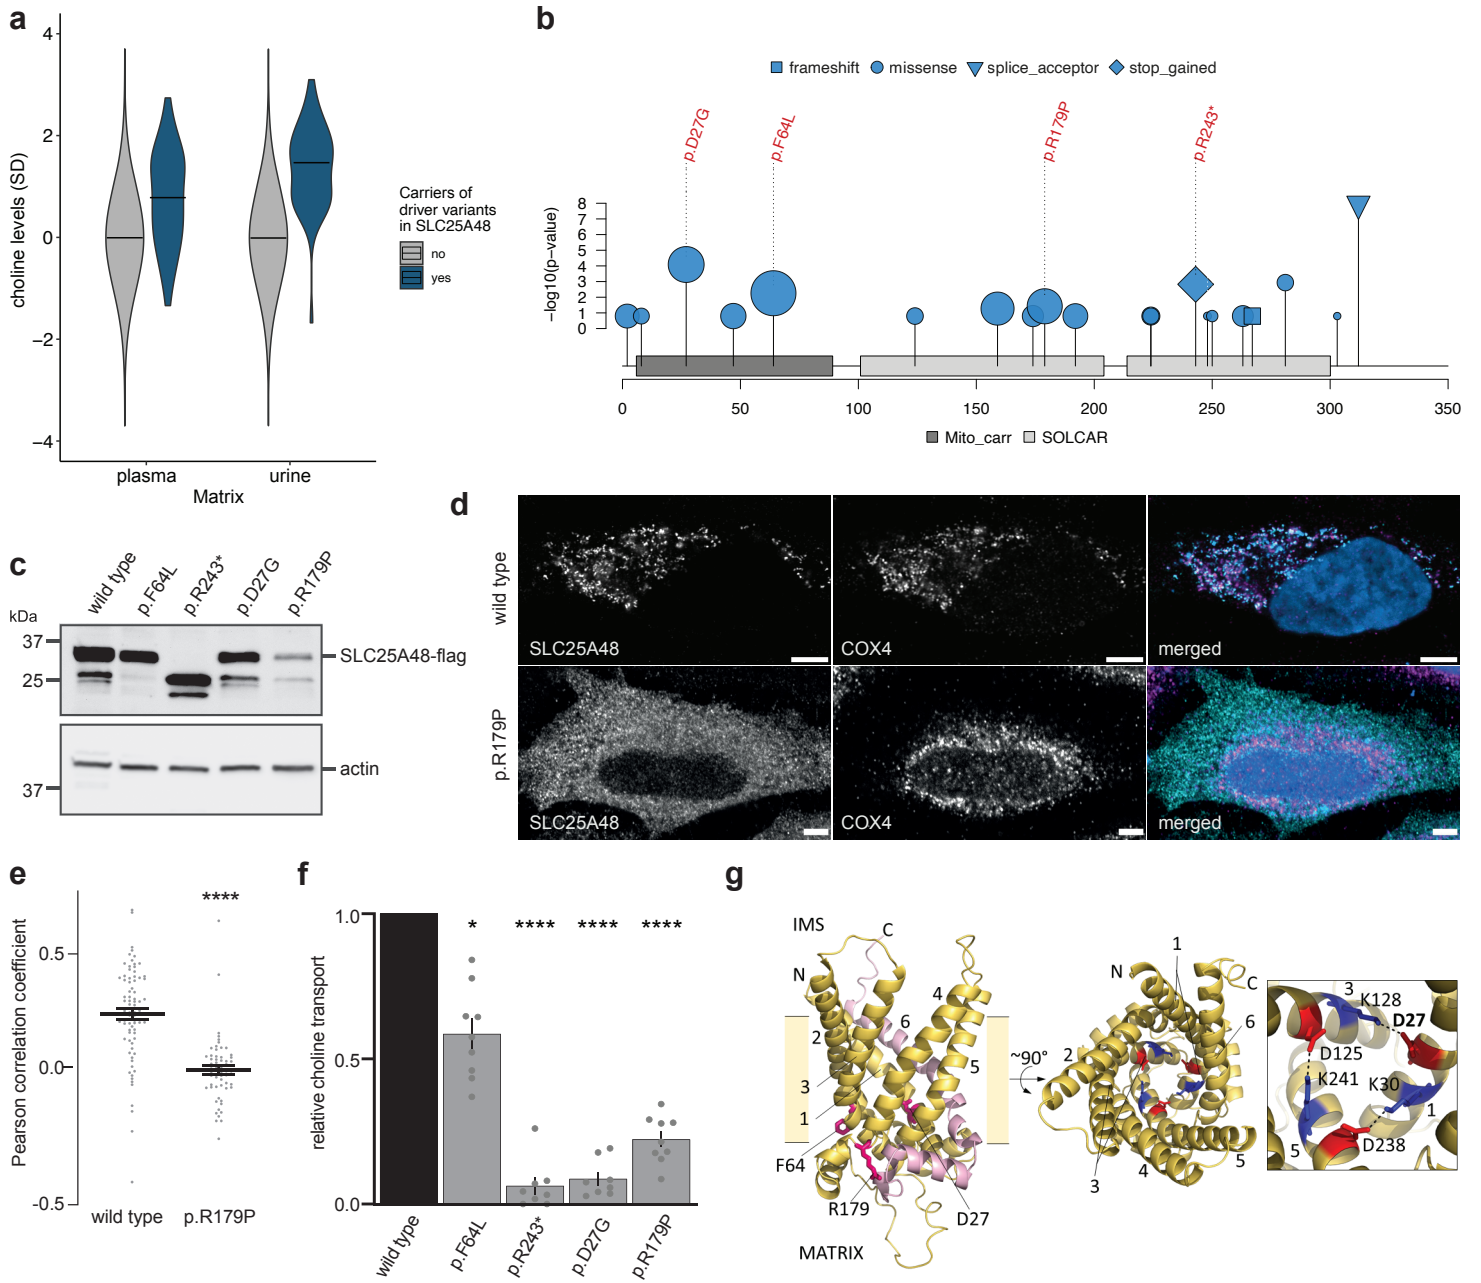 a
choline levels (SD)
4
2
0
−2
−4
plasma
urine
Matrix
Carriers of
driver variants
in SLC25A48
no
yes
b
frameshift
missense
splice_acceptor
stop_gained
p.D27G
p.F64L
p.R179P
p.R243*
−log10(p−value)
8
7
6
5
4
3
2
1
0
0
50
100
150
200
250
300
350
Mito_carr
SOLCAR
c
wild type
p.F64L
p.R243*
p.D27G
p.R179P
kDa
37
25
SLC25A48-flag
actin
37
d
wild type
SLC25A48
COX4
merged
p.R179P
SLC25A48
COX4
merged
e
Pearson correlation coefficient
****
0.5
0.0
-0.5
wild type
p.R179P
f
relative choline transport
1.0
0.5
0.0
*
****
****
****
wild type
p.F64L
p.R243*
p.D27G
p.R179P
g
IMS
C
N
4
2
6
5
3
1
F64
R179
D27
MATRIX
~90°
1
N
C
6
2
5
4
3
3
K128
D27
D125
K241
K30
1
5
D238